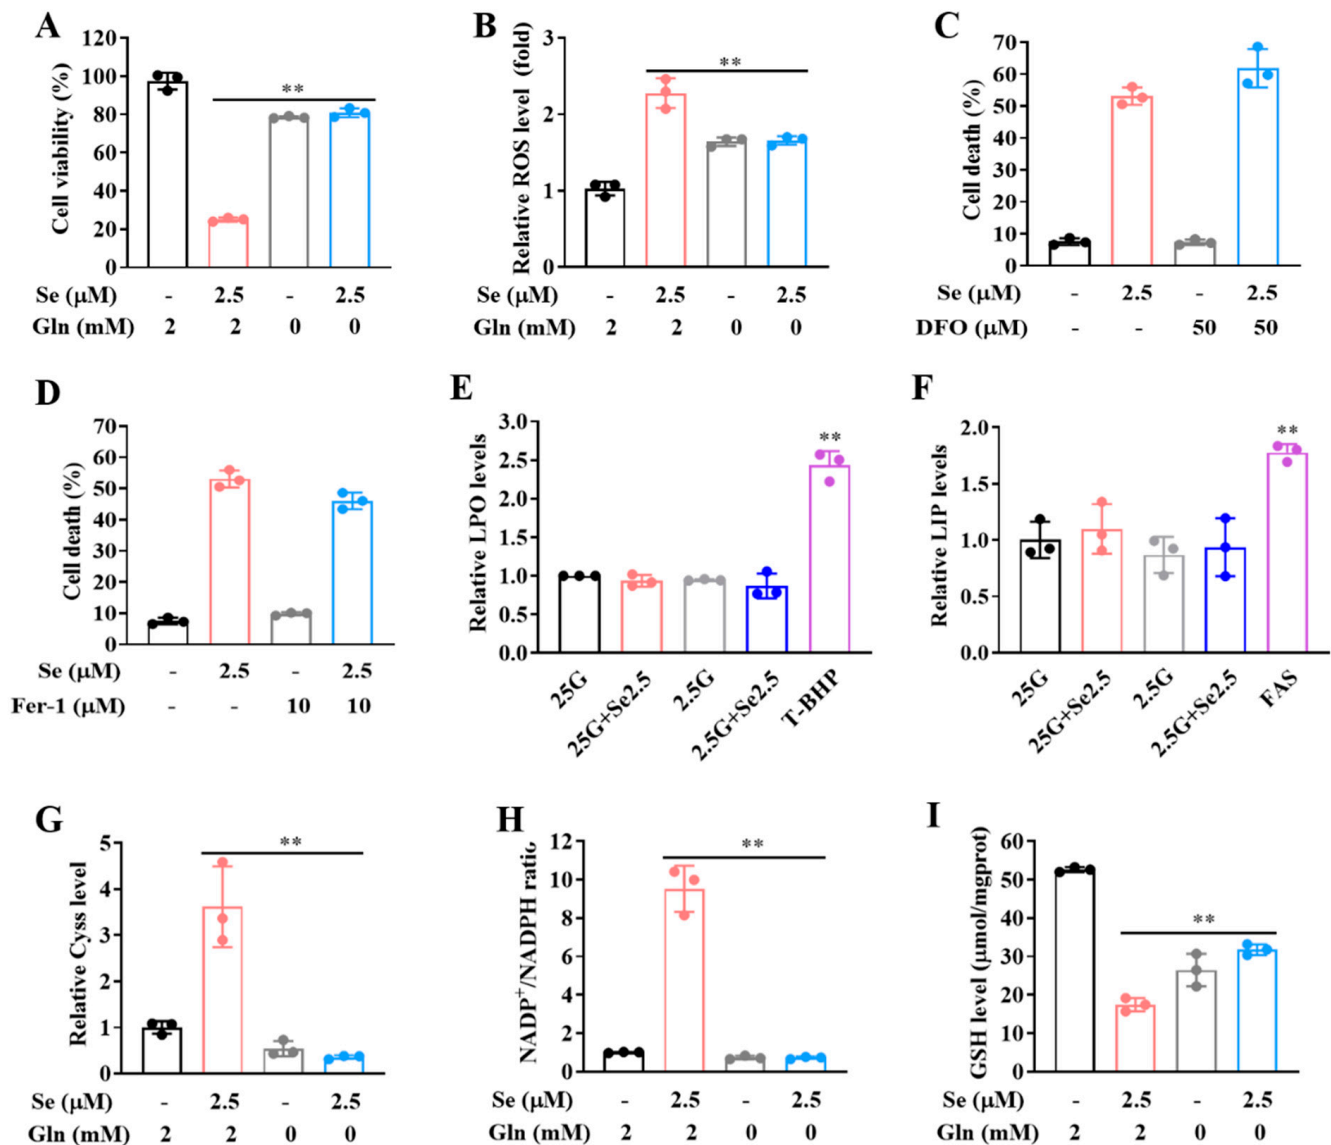 A
Cell viability (%)
120
100
80
60
40
20
0
**
Se (μM) - 2.5 - 2.5
Gln (mM) 2 2 0 0
B
Relative ROS level (fold)
3
2
1
0
**
Se (μM) - 2.5 - 2.5
Gln (mM) 2 2 0 0
C
Cell death (%)
70
60
50
40
30
20
10
0
Se (μM) - 2.5 - 2.5
DFO (μM) - - 50 50
D
Cell death (%)
70
60
50
40
30
20
10
0
Se (μM) - 2.5 - 2.5
Fer-1 (μM) - - 10 10
E
Relative LPO levels
3.0
2.5
2.0
1.5
1.0
0.5
0.0
**
25G
25G+Se2.5
2.5G
2.5G+Se2.5
T-BHP
F
Relative LIP levels
2.0
1.5
1.0
0.5
0.0
**
25G
25G+Se2.5
2.5G
2.5G+Se2.5
FAS
G
Relative Cyss level
5
4
3
2
1
0
**
Se (μM) - 2.5 - 2.5
Gln (mM) 2 2 0 0
H
NADP+/NADPH ratio
12
10
8
6
4
2
0
**
Se (μM) - 2.5 - 2.5
Gln (mM) 2 2 0 0
I
GSH level (μmol/mgprot)
60
50
40
30
20
10
0
**
Se (μM) - 2.5 - 2.5
Gln (mM) 2 2 0 0